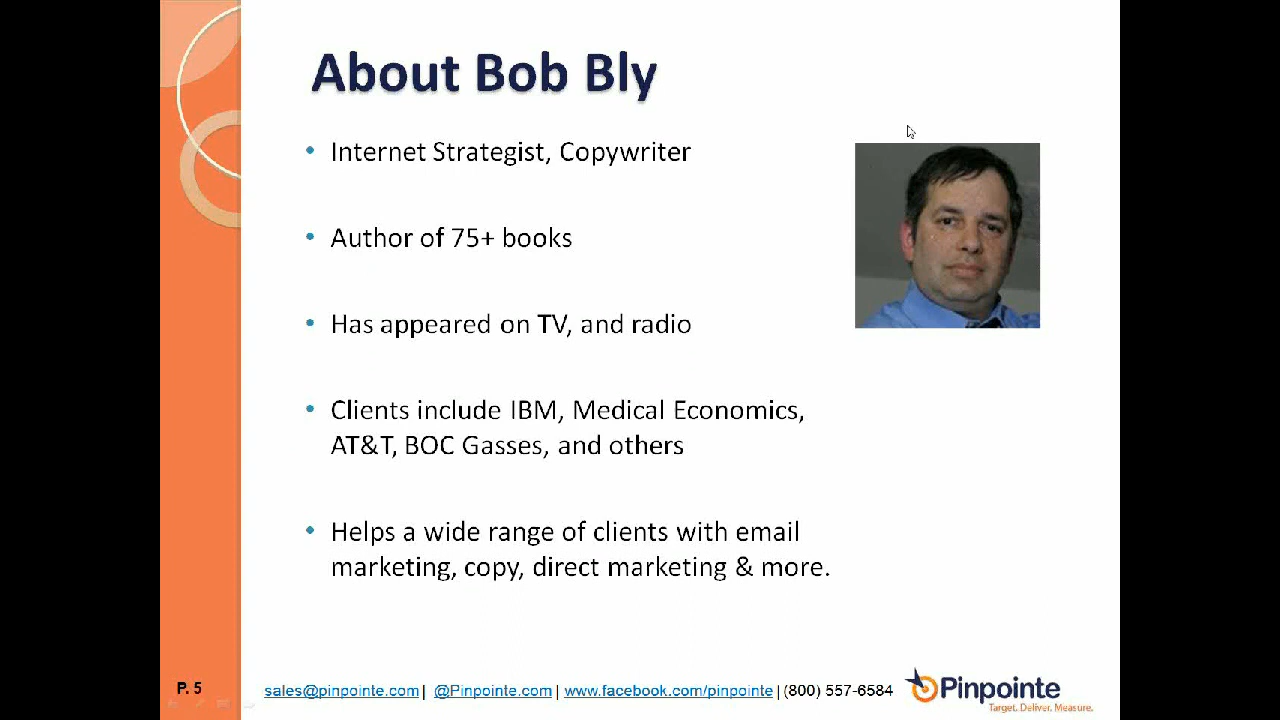 About Bob Bly
• Internet Strategist, Copywriter
• Author of 75+ books
• Has appeared on TV, and radio
• Clients include IBM, Medical Economics,
AT&T, BOC Gasses, and others
• Helps a wide range of clients with email
marketing, copy, direct marketing & more.
P. 5
sales@pinpointe.com | @Pinpointe.com | www.facebook.com/pinpointe | (800) 557-6584
Pinpointe
Target. Deliver. Measure.